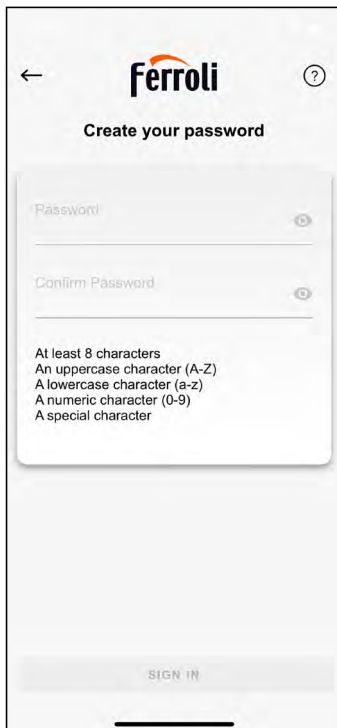 Ferroli
?
Create your password
Password
Confirm Password
At least 8 characters
An uppercase character (A-Z)
A lowercase character (a-z)
A numeric character (0-9)
A special character
SIGN IN